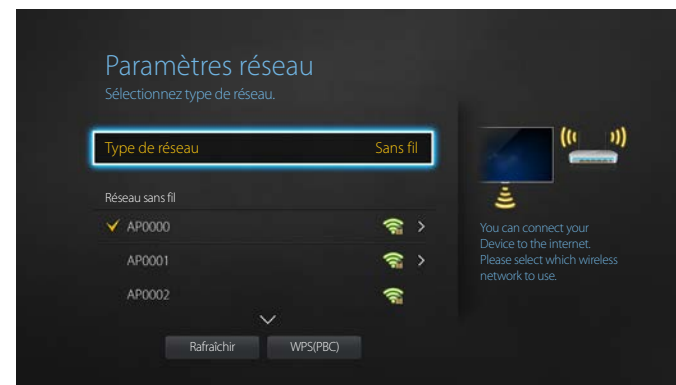 Paramètres réseau
Sélectionnez type de réseau.
Type de réseau Sans fil
Réseau sans fil
AP0000
AP0001
AP0002
Rafraîchir WPS(PBC)
You can connect your
Device to the internet.
Please select which wireless
network to use.